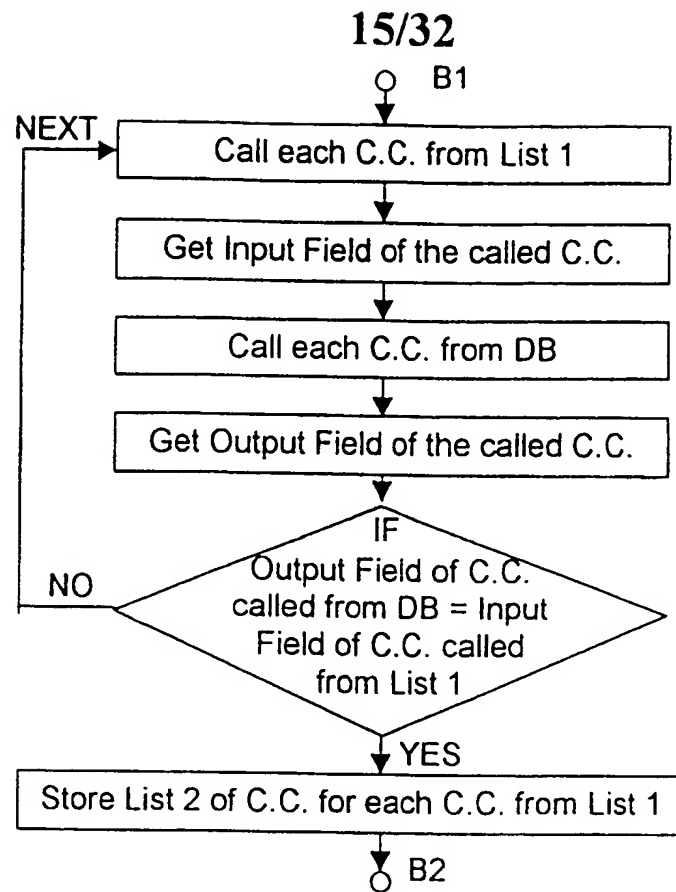 15/32
B1
NEXT
Call each C.C. from List 1
Get Input Field of the called C.C.
Call each C.C. from DB
Get Output Field of the called C.C.
IF
Output Field of C.C.
called from DB = Input
Field of C.C. called
from List 1
NO
YES
Store List 2 of C.C. for each C.C. from List 1
B2